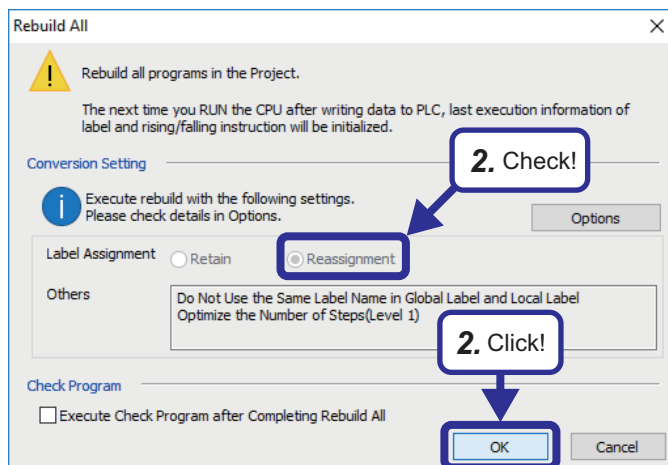 Rebuild All
Rebuild all programs in the Project.
The next time you RUN the CPU after writing data to PLC, last execution information of
label and rising/falling instruction will be initialized.
Conversion Setting
2. Check!
Execute rebuild with the following settings.
Please check details in Options.
Options
Label Assignment
Retain
Reassignment
Others
Do Not Use the Same Label Name in Global Label and Local Label
Optimize the Number of Steps(Level 1)
2. Click!
Check Program
Execute Check Program after Completing Rebuild All
OK
Cancel